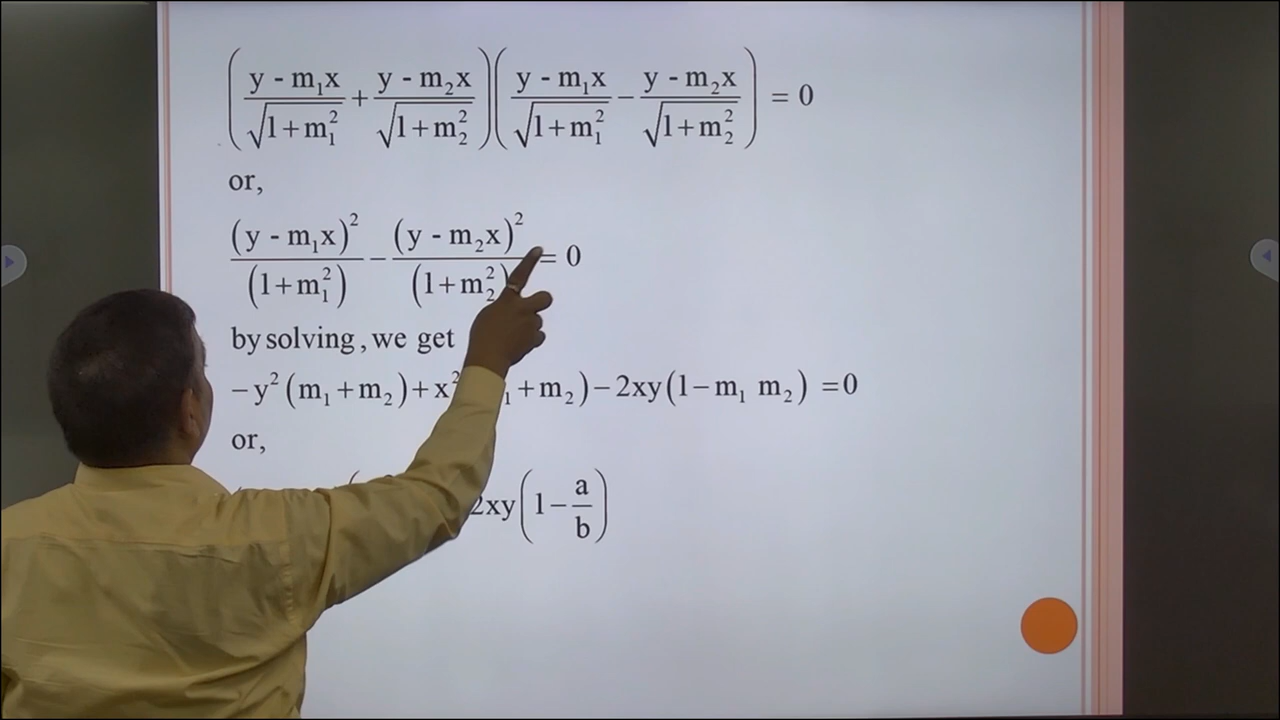 ( (y - m₁x)/√(1+m₁²) + (y - m₂x)/√(1+m₂²) ) ( (y - m₁x)/√(1+m₁²) − (y - m₂x)/√(1+m₂²) ) = 0
or,
(y - m₁x)²/(1+m₁²) − (y - m₂x)²/(1+m₂²) = 0
by solving, we get
−y²(m₁+m₂)+x² ₁+m₂)−2xy(1−m₁ m₂) =0
or,
2xy(1−a/b)